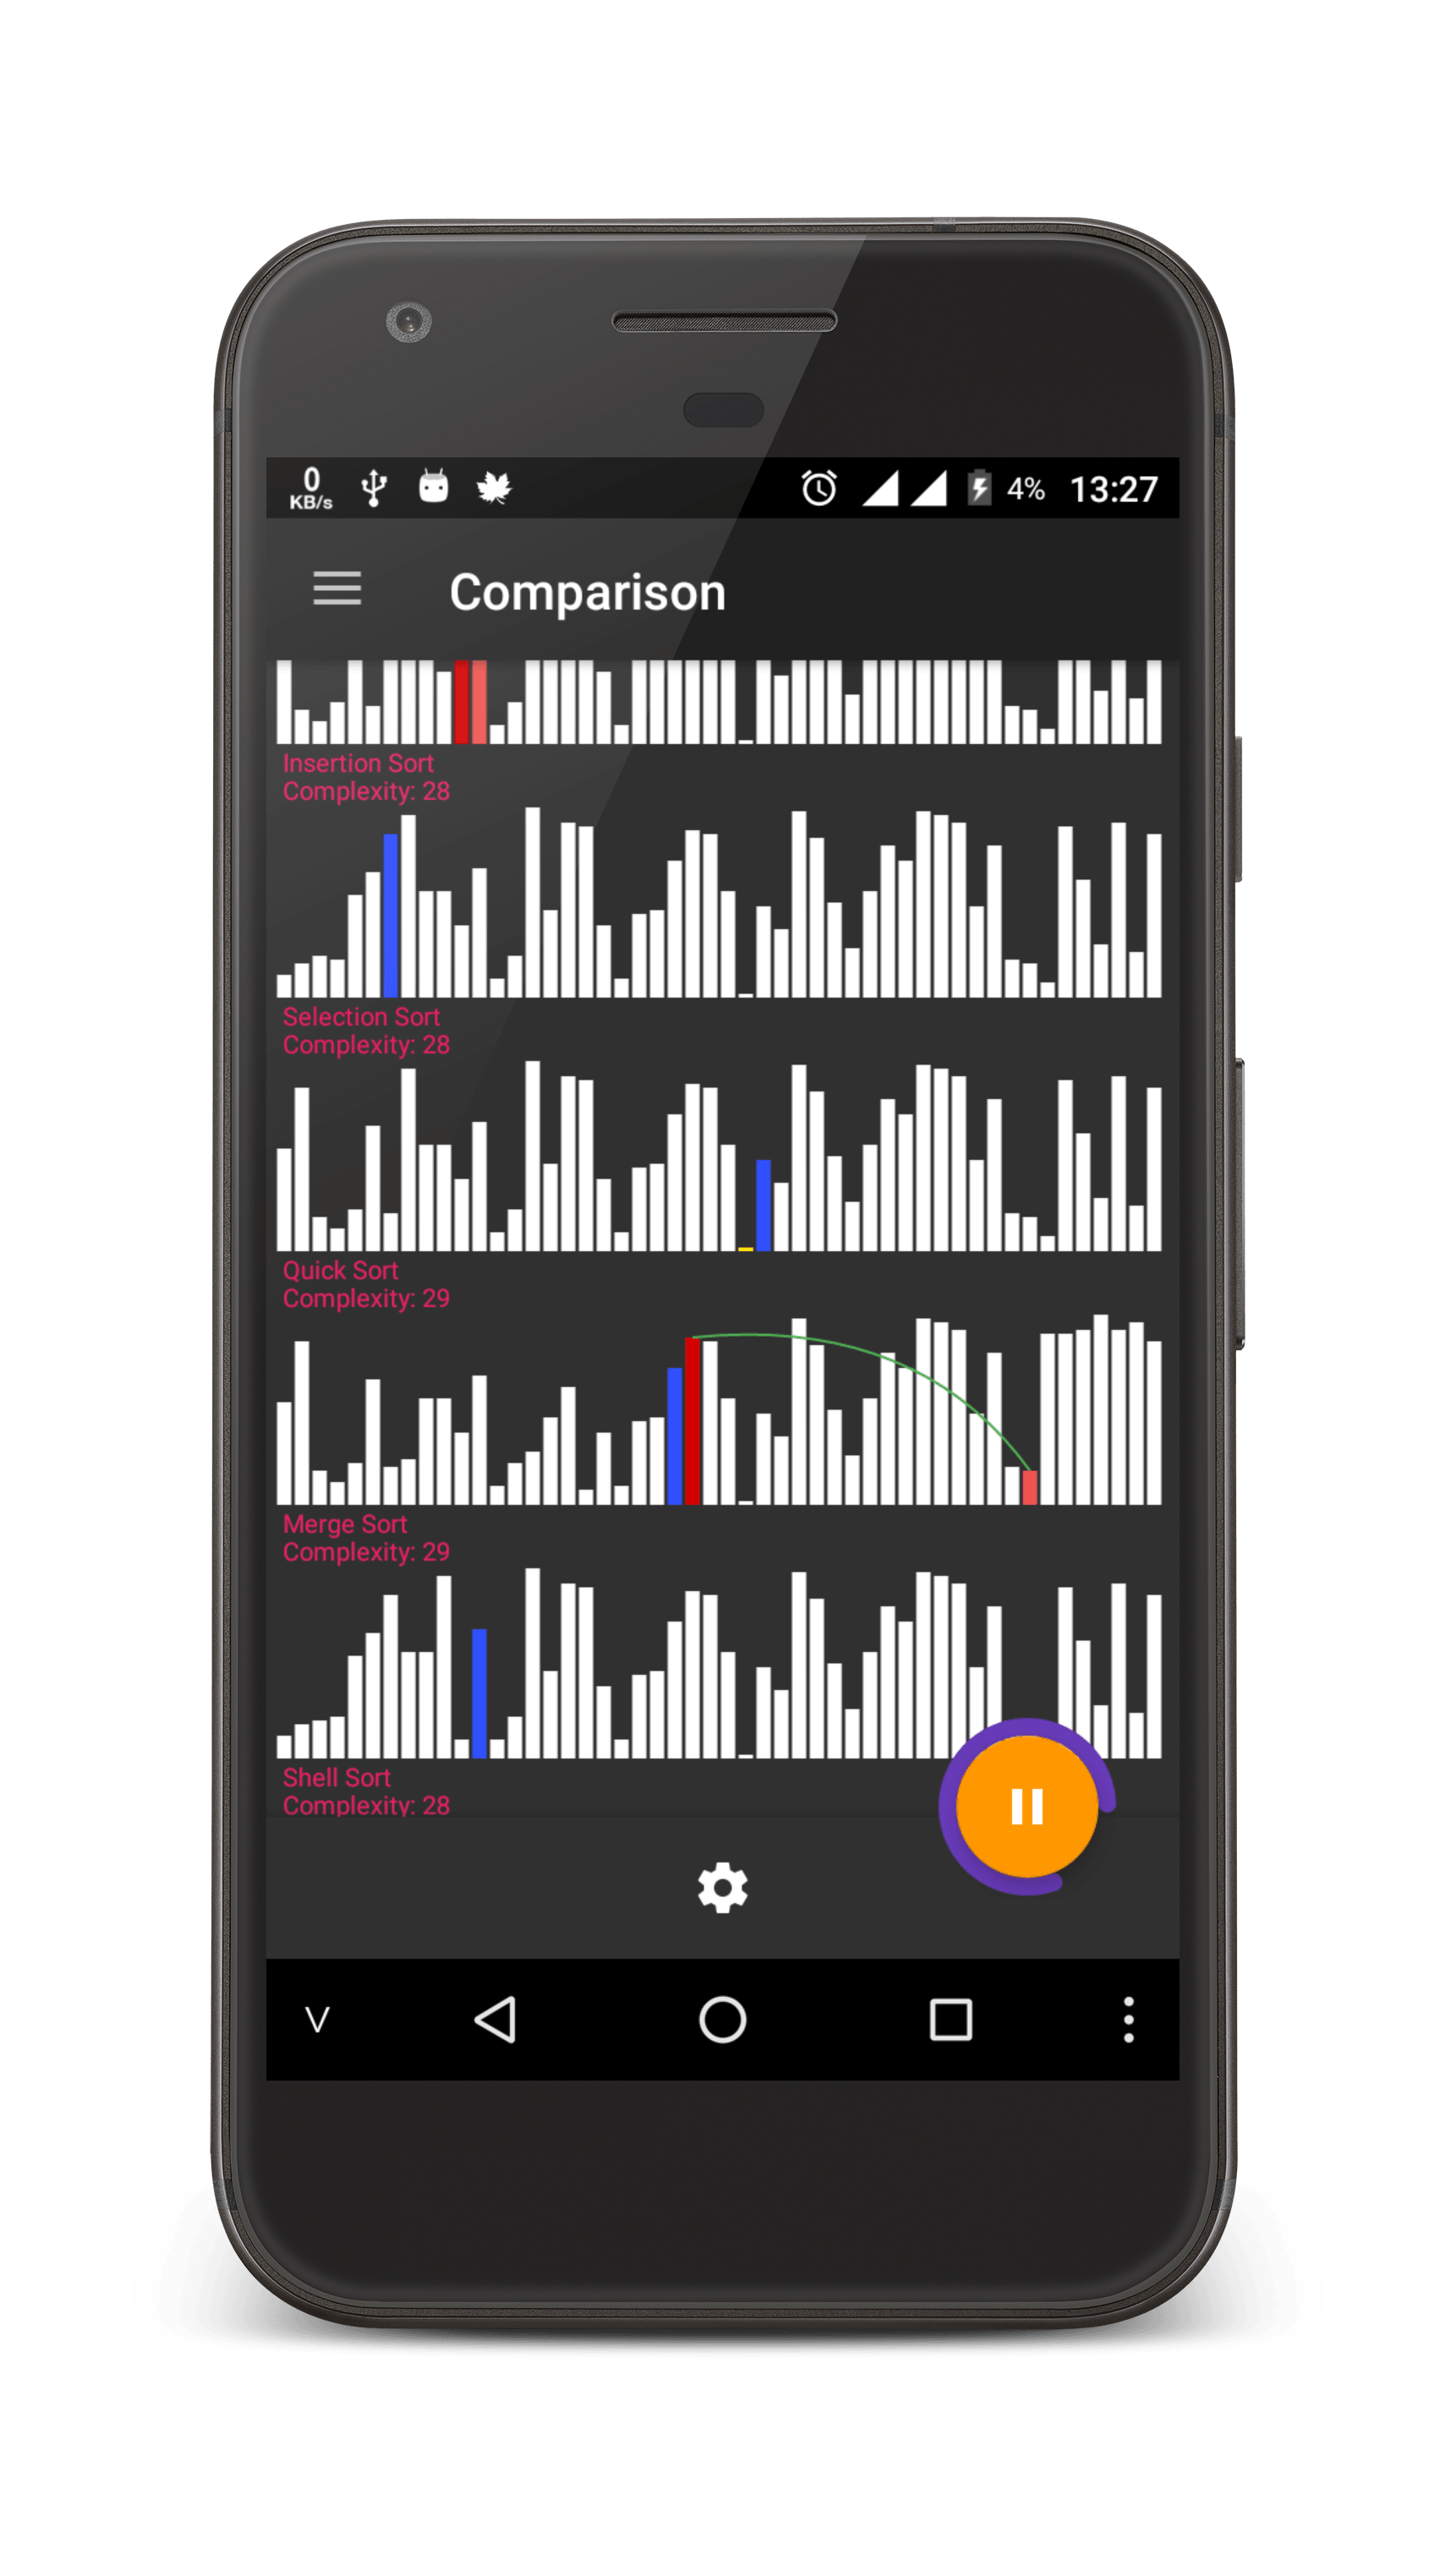 0
KB/s
4% 13:27
Comparison
Insertion Sort
Complexity: 28
Selection Sort
Complexity: 28
Quick Sort
Complexity: 29
Merge Sort
Complexity: 29
Shell Sort
Complexity: 28